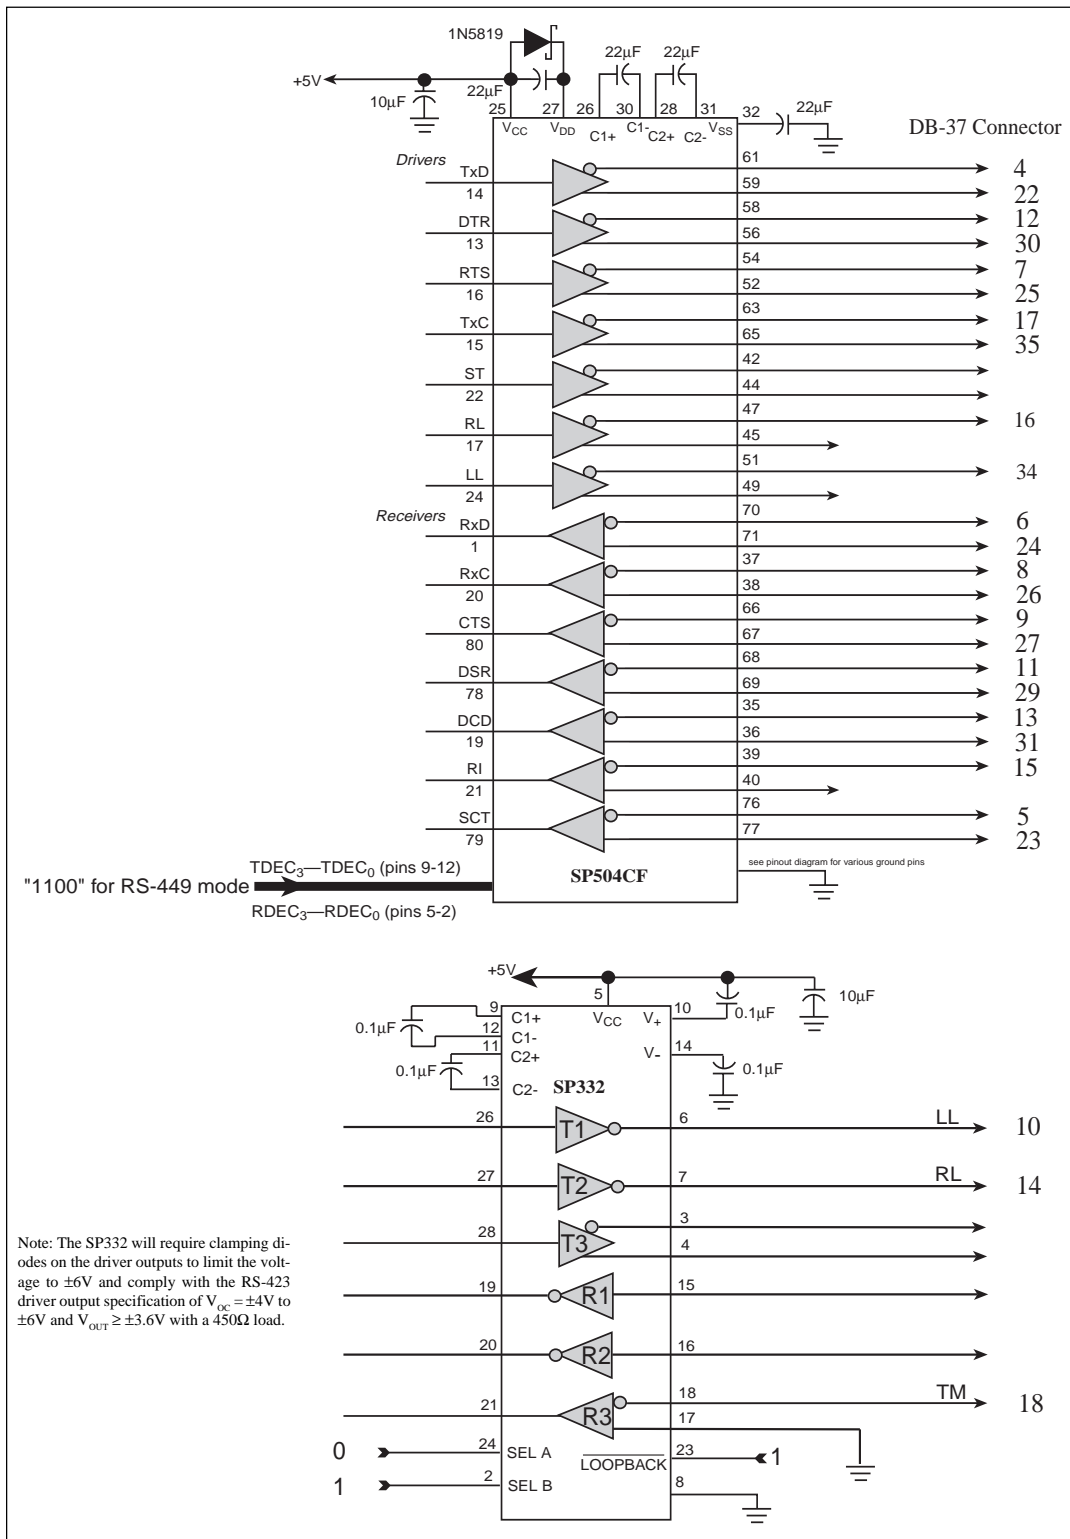 1N5819
22µF 22µF
+5V
10µF 22µF 22µF
25 27 26 30 28 31 32
VCC VDD C1+ C1- C2+ C2- VSS
DB-37 Connector
Drivers
TxD 61 4
14 59 22
DTR 58 12
13 56 30
RTS 54 7
16 52 25
TxC 63 17
15 65 35
ST 42
22 44
RL 47 16
17 45
LL 51 34
24 49
Receivers
RxD 70 6
1 71 24
RxC 37 8
20 38 26
CTS 66 9
80 67 27
DSR 68 11
78 69 29
DCD 35 13
19 36 31
RI 39 15
21 40
SCT 76 5
79 77 23
see pinout diagram for various ground pins
SP504CF
TDEC3—TDEC0 (pins 9-12)
"1100" for RS-449 mode
RDEC3—RDEC0 (pins 5-2)
+5V
5
VCC
9 C1+ V+ 10
0.1µF 0.1µF 10µF
12 C1-
11 C2+ V- 14
0.1µF 0.1µF
13 C2-
SP332
26 T1 6 LL 10
27 T2 7 RL 14
28 T3 3
4
19 R1 15
20 R2 16
21 R3 18 TM 18
17
0 24 SEL A LOOPBACK 23 1
1 2 SEL B 8
Note: The SP332 will require clamping di-
odes on the driver outputs to limit the volt-
age to ±6V and comply with the RS-423
driver output specification of VOC = ±4V to
±6V and VOUT ≥ ±3.6V with a 450Ω load.